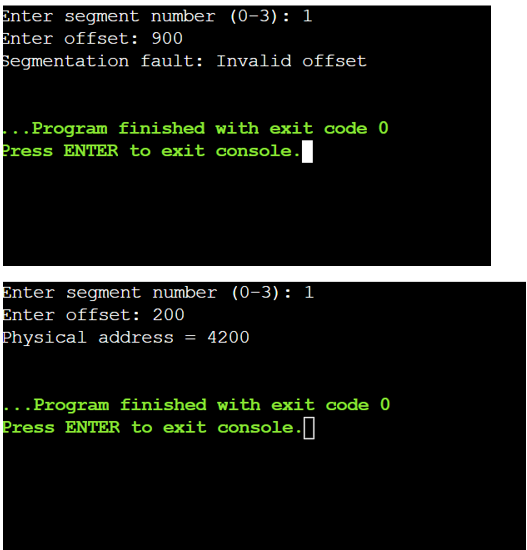 Enter segment number (0-3): 1
Enter offset: 900
Segmentation fault: Invalid offset
...Program finished with exit code 0
Press ENTER to exit console.
Enter segment number (0-3): 1
Enter offset: 200
Physical address = 4200
...Program finished with exit code 0
Press ENTER to exit console.